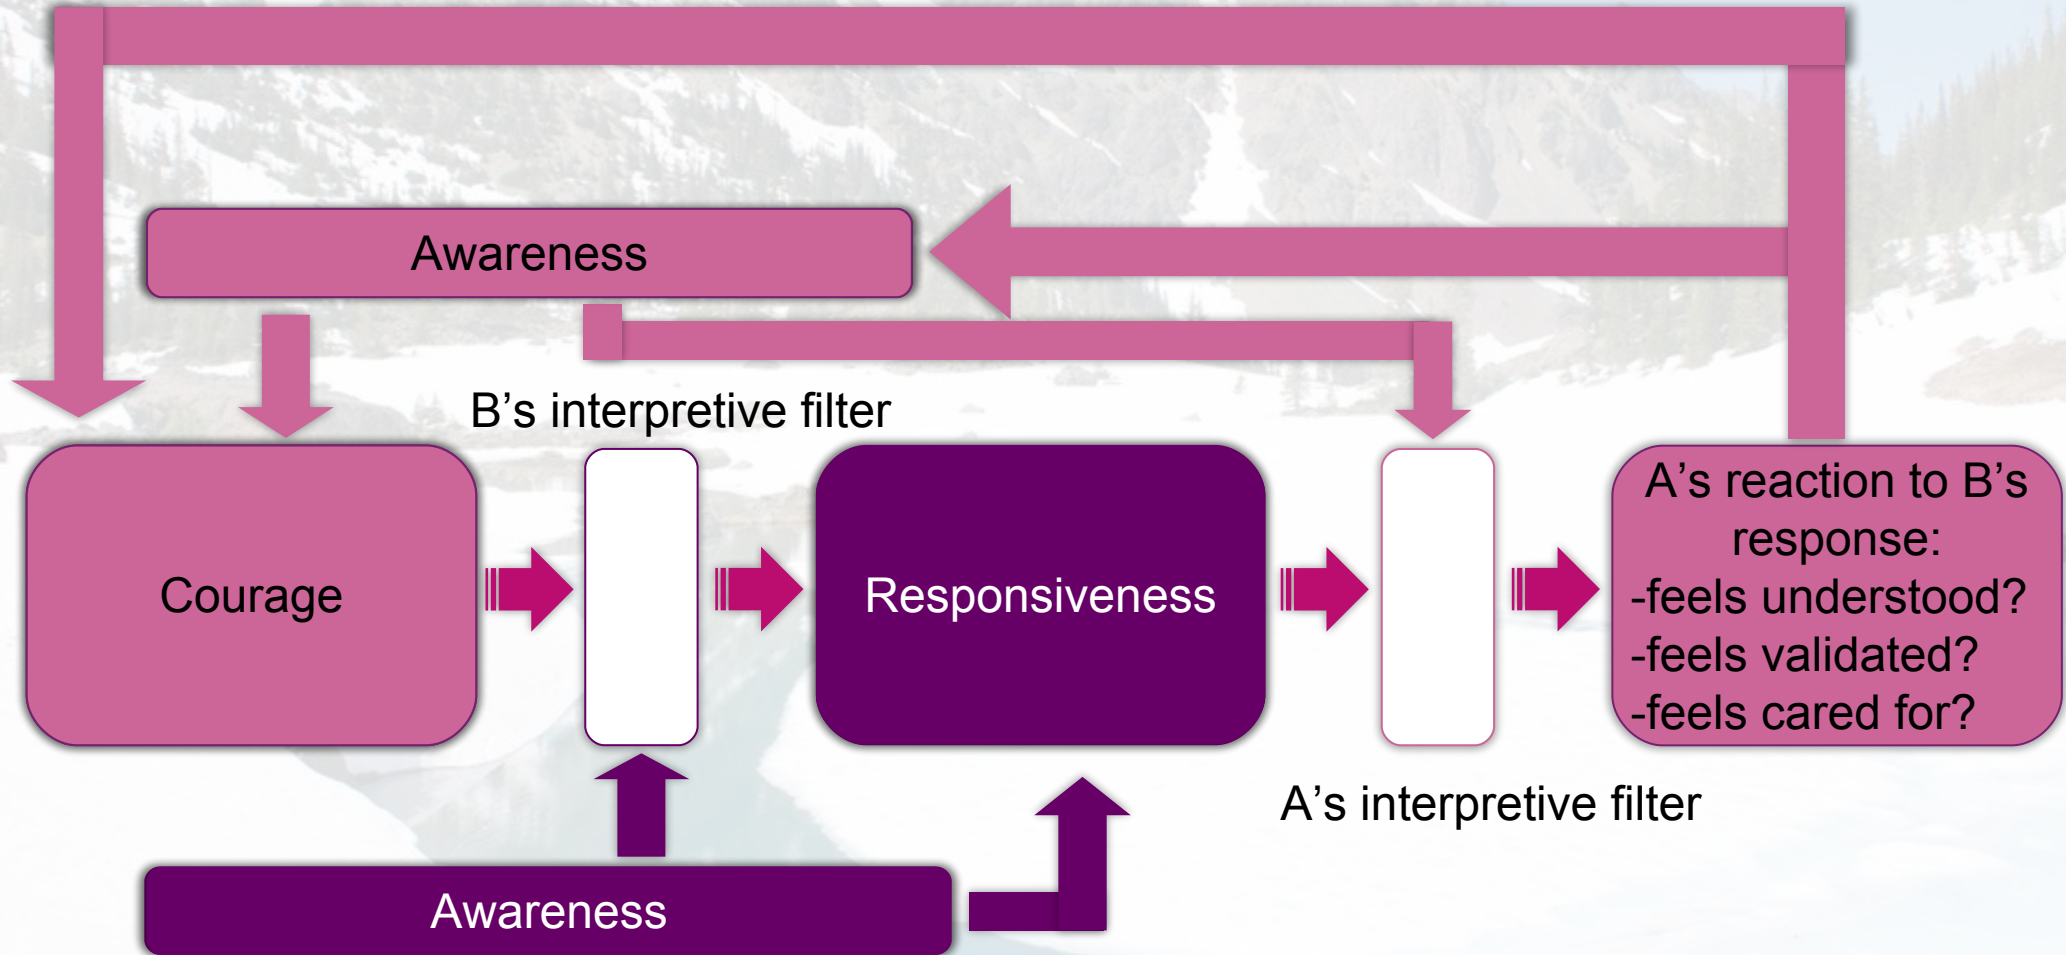 Awareness
B’s interpretive filter
Courage
Responsiveness
A’s reaction to B’s
response:
-feels understood?
-feels validated?
-feels cared for?
A’s interpretive filter
Awareness